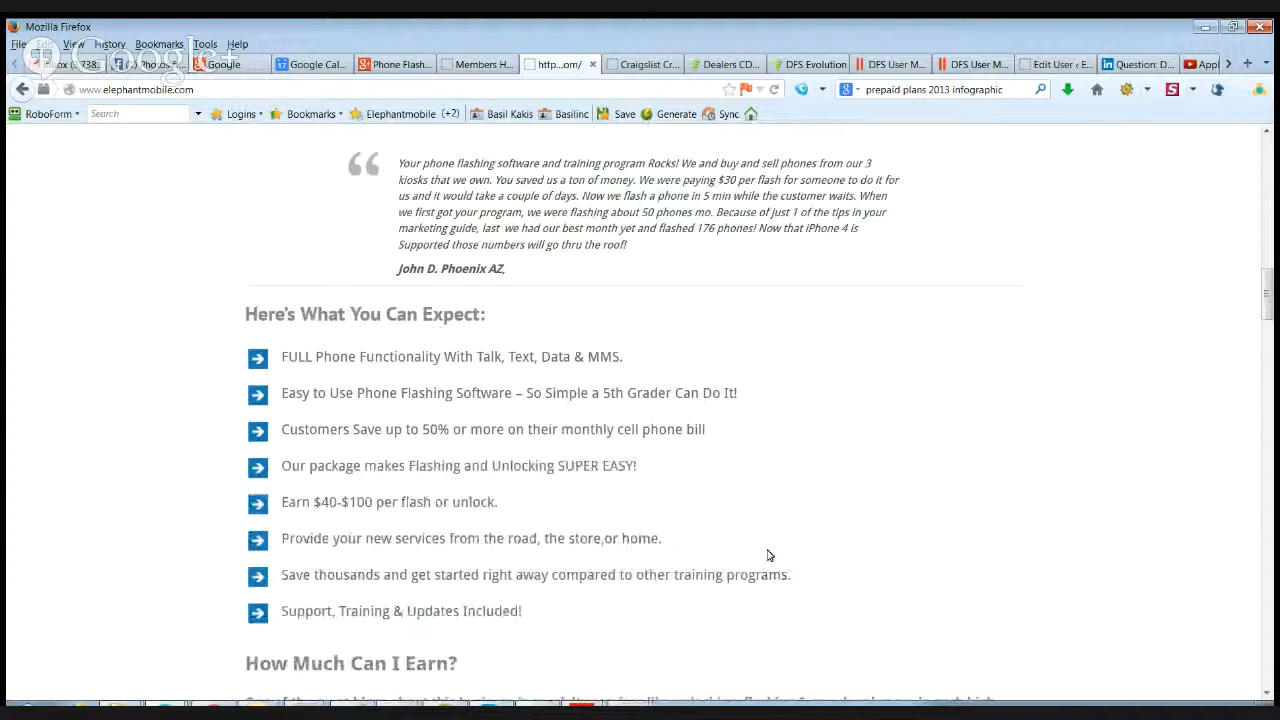 Mozilla Firefox
File Edit View History Bookmarks Tools Help
Google+
Photos Google Google Cal... Phone Flash... Members H... http...om/ Craigslist Cr... Dealers CD... DFS Evolution DFS User M... DFS User M... Edit User ‹ E... Question: D... Appl
www.elephantmobile.com prepaid plans 2013 infographic
RoboForm Search Logins Bookmarks Elephantmobile (+2) Basil Kakis Basilinc Save Generate Sync
Your phone flashing software and training program Rocks! We and buy and sell phones from our 3
kiosks that we own. You saved us a ton of money. We were paying $30 per flash for someone to do it for
us and it would take a couple of days. Now we flash a phone in 5 min while the customer waits. When
we first got your program, we were flashing about 50 phones mo. Because of just 1 of the tips in your
marketing guide, last we had our best month yet and flashed 176 phones! Now that iPhone 4 is
Supported those numbers will go thru the roof!
John D. Phoenix AZ,
Here's What You Can Expect:
FULL Phone Functionality With Talk, Text, Data & MMS.
Easy to Use Phone Flashing Software – So Simple a 5th Grader Can Do It!
Customers Save up to 50% or more on their monthly cell phone bill
Our package makes Flashing and Unlocking SUPER EASY!
Earn $40-$100 per flash or unlock.
Provide your new services from the road, the store,or home.
Save thousands and get started right away compared to other training programs.
Support, Training & Updates Included!
How Much Can I Earn?